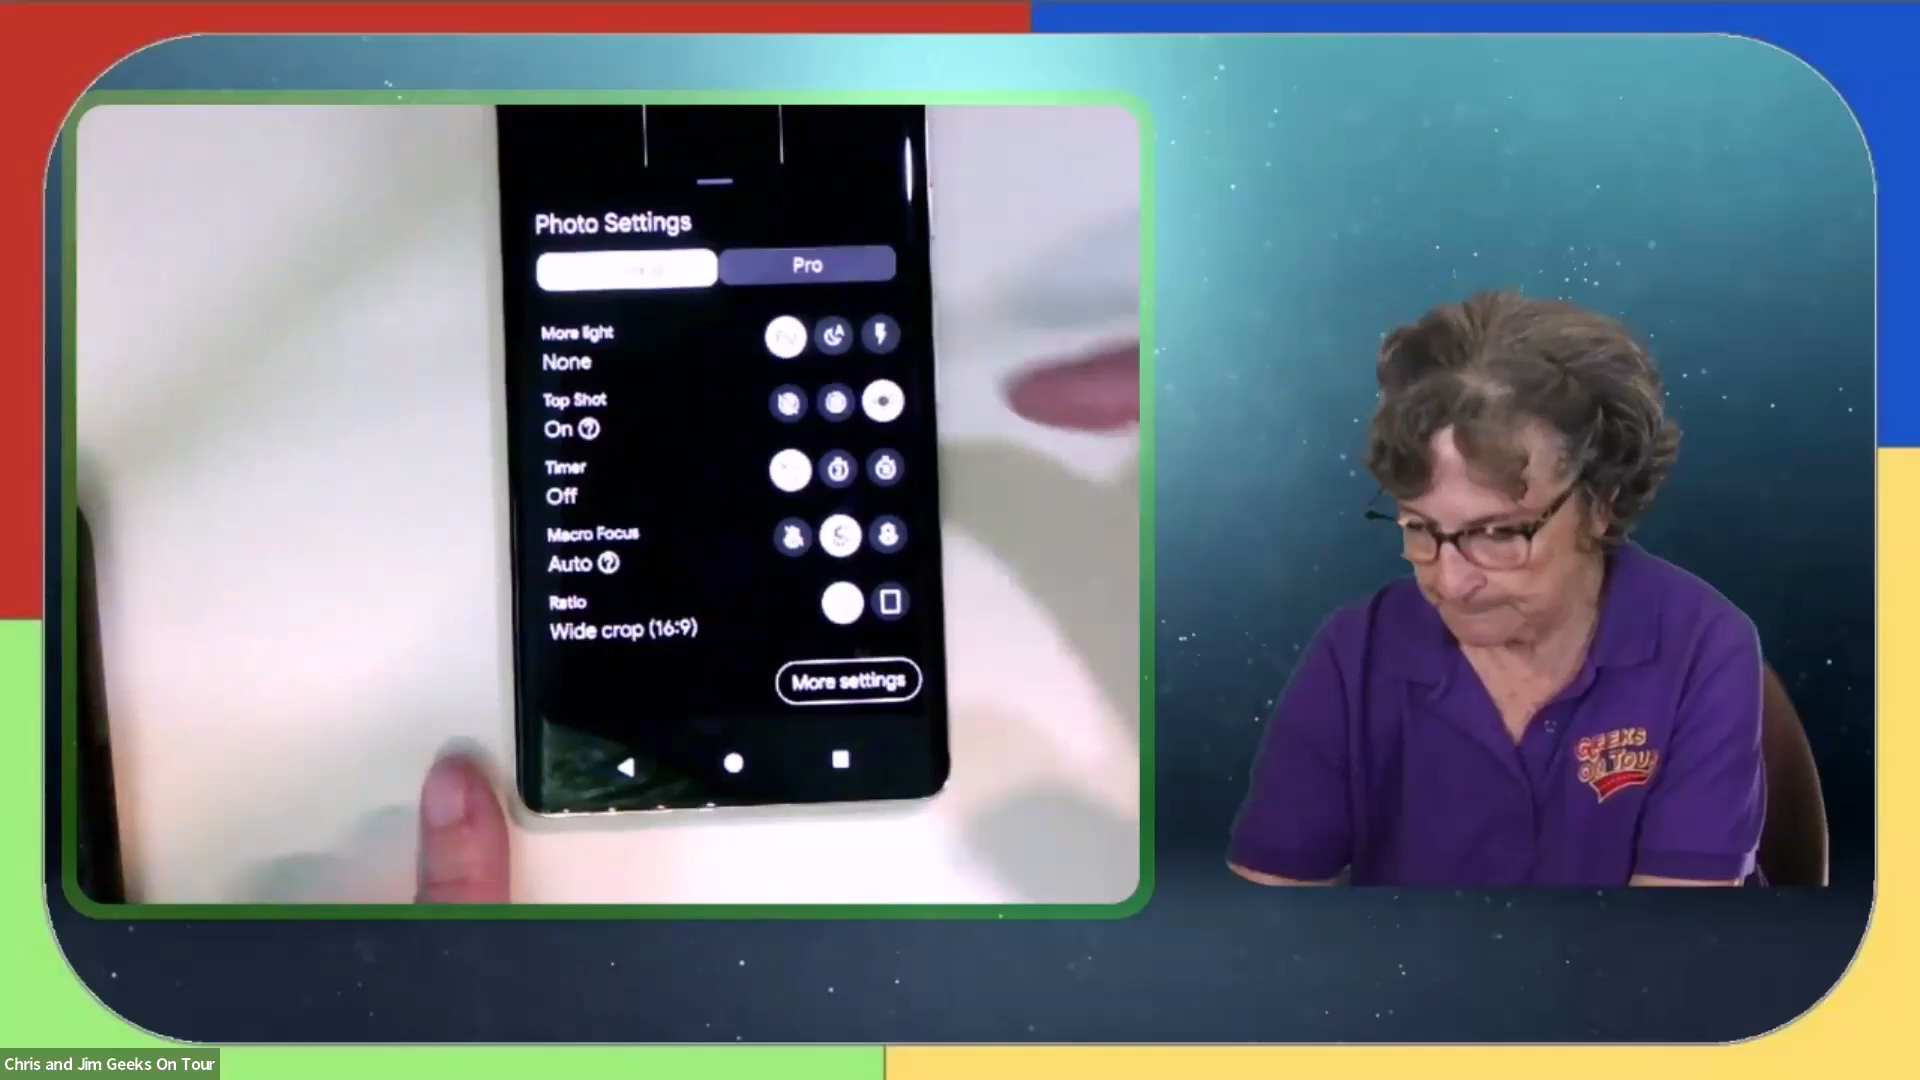 Photo Settings
Pro
More light
None
Top Shot
On
Timer
Off
Macro Focus
Auto
Ratio
Wide crop (16:9)
More settings
GEEKS
ON TOUR
Chris and Jim Geeks On Tour